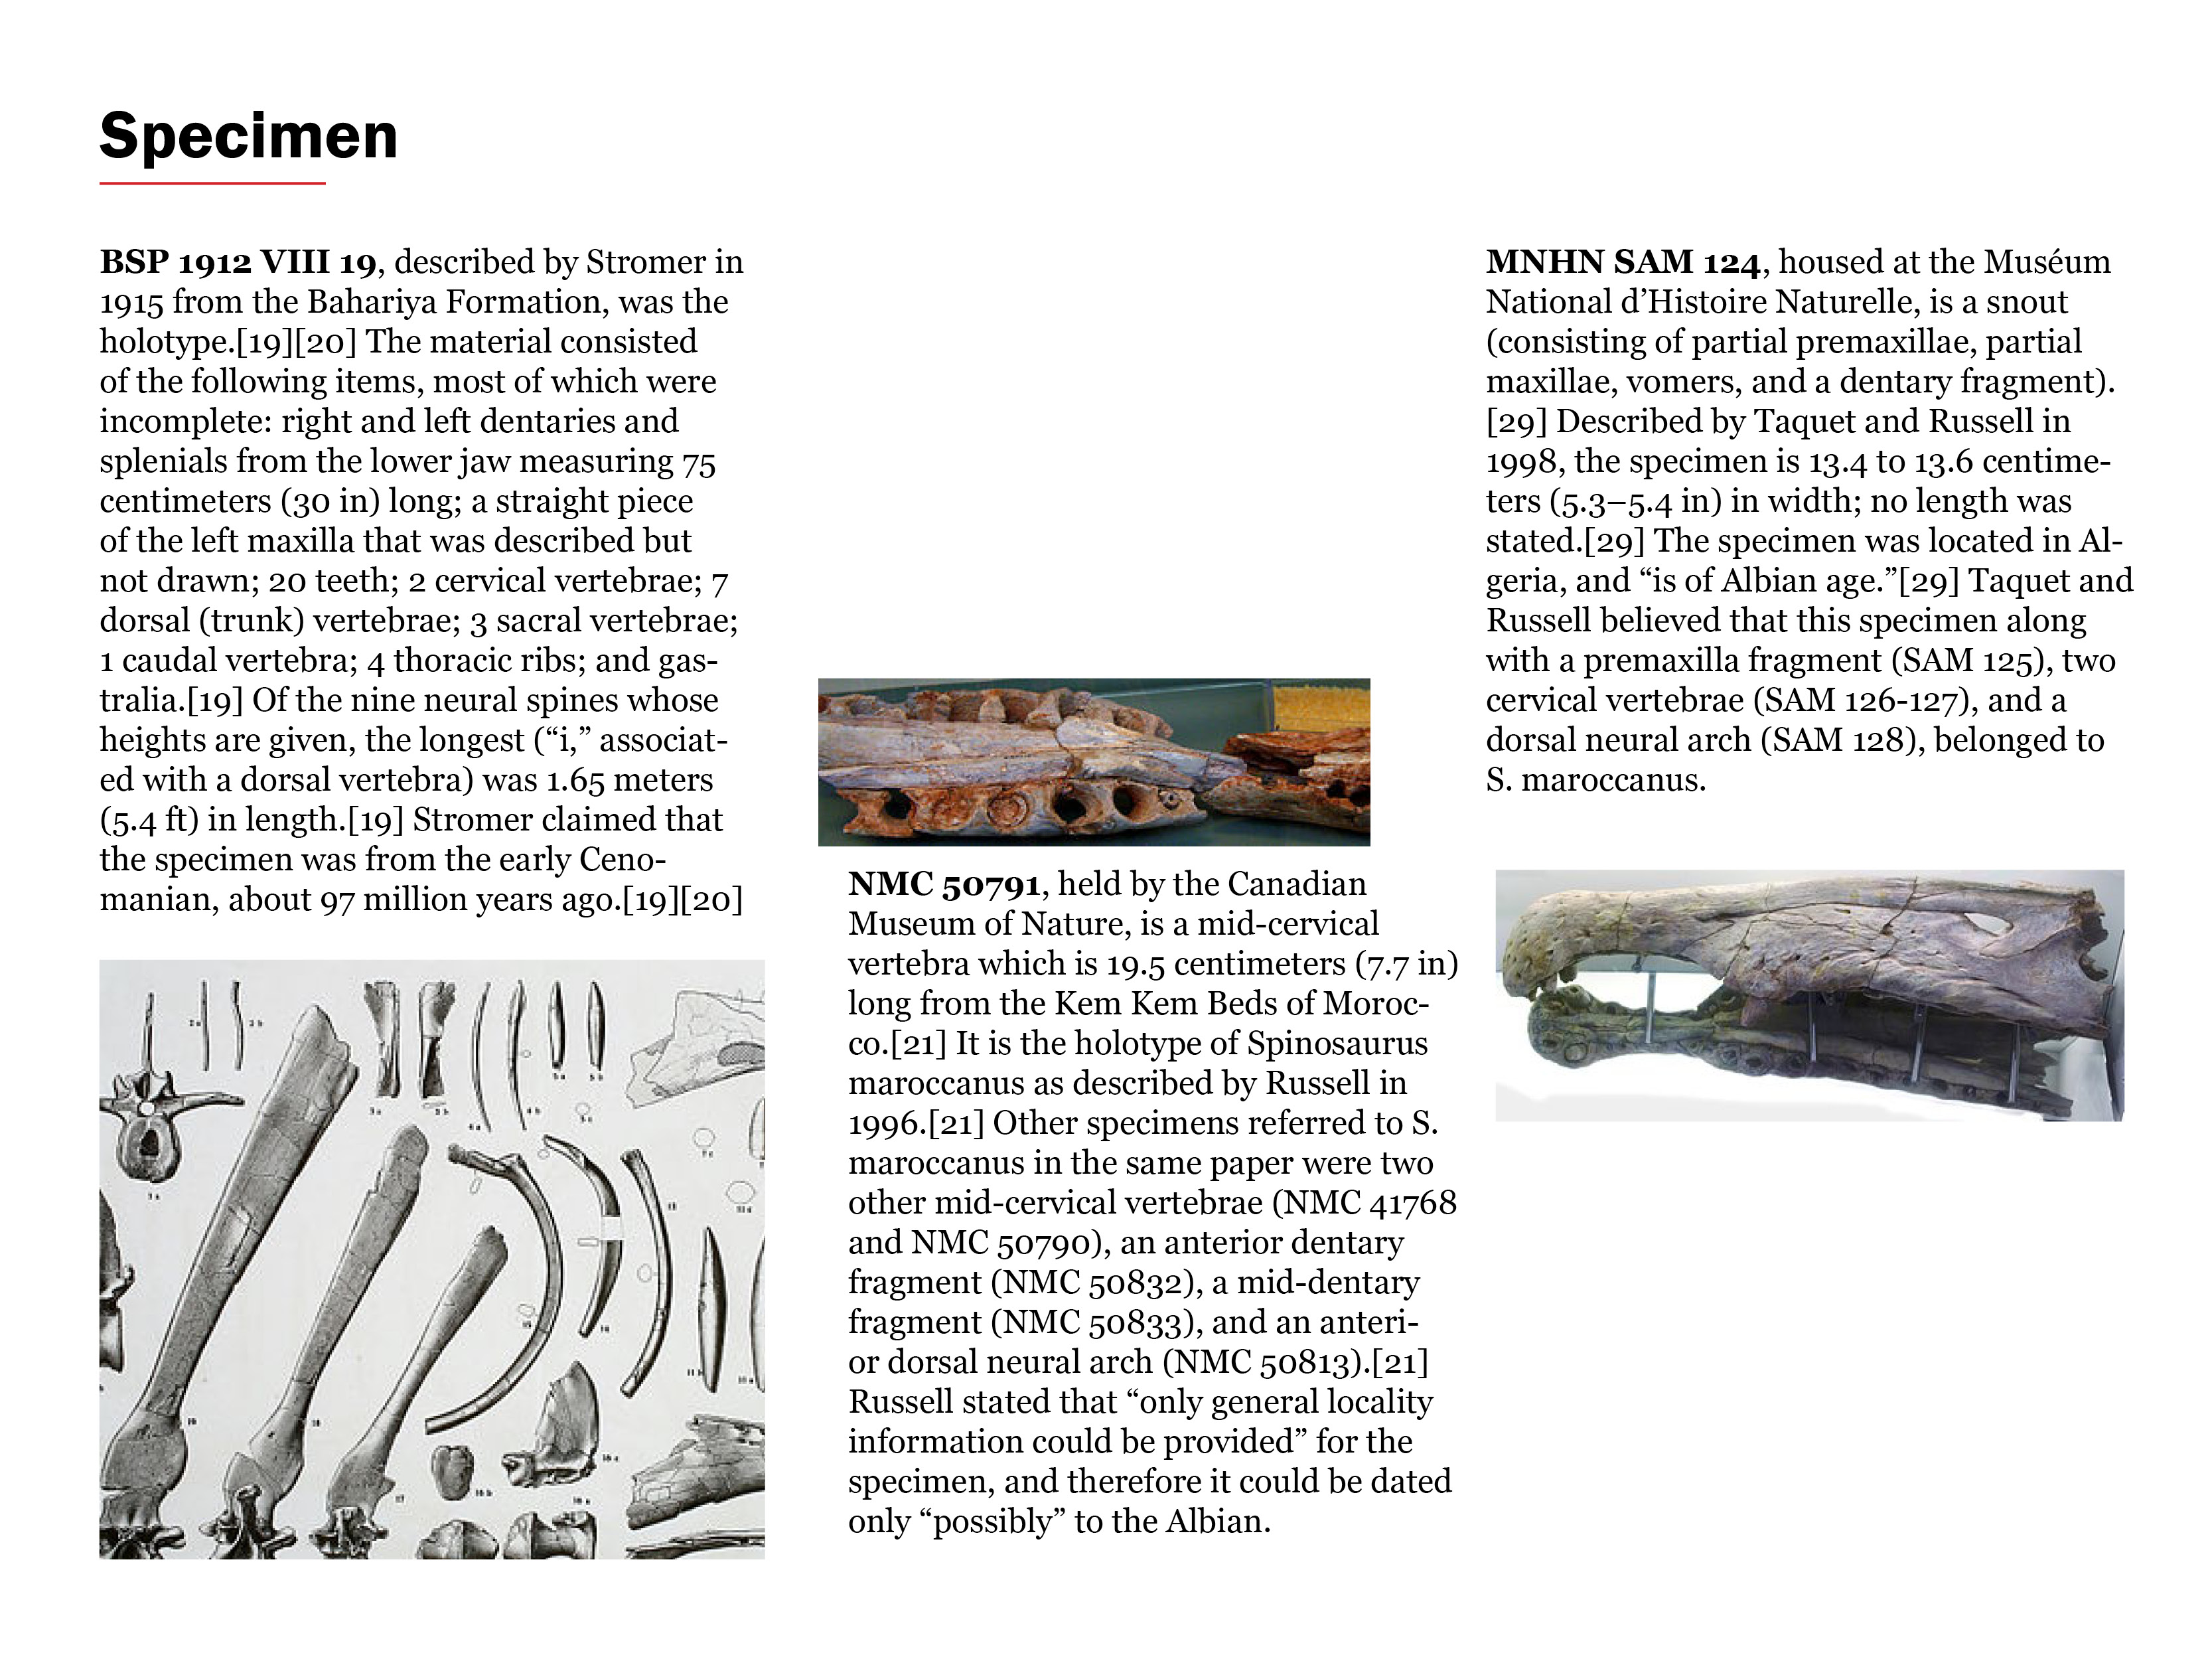 Specimen
BSP 1912 VIII 19, described by Stromer in
1915 from the Bahariya Formation, was the
holotype.[19][20] The material consisted
of the following items, most of which were
incomplete: right and left dentaries and
splenials from the lower jaw measuring 75
centimeters (30 in) long; a straight piece
of the left maxilla that was described but
not drawn; 20 teeth; 2 cervical vertebrae; 7
dorsal (trunk) vertebrae; 3 sacral vertebrae;
1 caudal vertebra; 4 thoracic ribs; and gas-
tralia.[19] Of the nine neural spines whose
heights are given, the longest (“i,” associat-
ed with a dorsal vertebra) was 1.65 meters
(5.4 ft) in length.[19] Stromer claimed that
the specimen was from the early Ceno-
manian, about 97 million years ago.[19][20]
NMC 50791, held by the Canadian
Museum of Nature, is a mid-cervical
vertebra which is 19.5 centimeters (7.7 in)
long from the Kem Kem Beds of Moroc-
co.[21] It is the holotype of Spinosaurus
maroccanus as described by Russell in
1996.[21] Other specimens referred to S.
maroccanus in the same paper were two
other mid-cervical vertebrae (NMC 41768
and NMC 50790), an anterior dentary
fragment (NMC 50832), a mid-dentary
fragment (NMC 50833), and an anteri-
or dorsal neural arch (NMC 50813).[21]
Russell stated that “only general locality
information could be provided” for the
specimen, and therefore it could be dated
only “possibly” to the Albian.
MNHN SAM 124, housed at the Muséum
National d’Histoire Naturelle, is a snout
(consisting of partial premaxillae, partial
maxillae, vomers, and a dentary fragment).
[29] Described by Taquet and Russell in
1998, the specimen is 13.4 to 13.6 centime-
ters (5.3–5.4 in) in width; no length was
stated.[29] The specimen was located in Al-
geria, and “is of Albian age.”[29] Taquet and
Russell believed that this specimen along
with a premaxilla fragment (SAM 125), two
cervical vertebrae (SAM 126-127), and a
dorsal neural arch (SAM 128), belonged to
S. maroccanus.